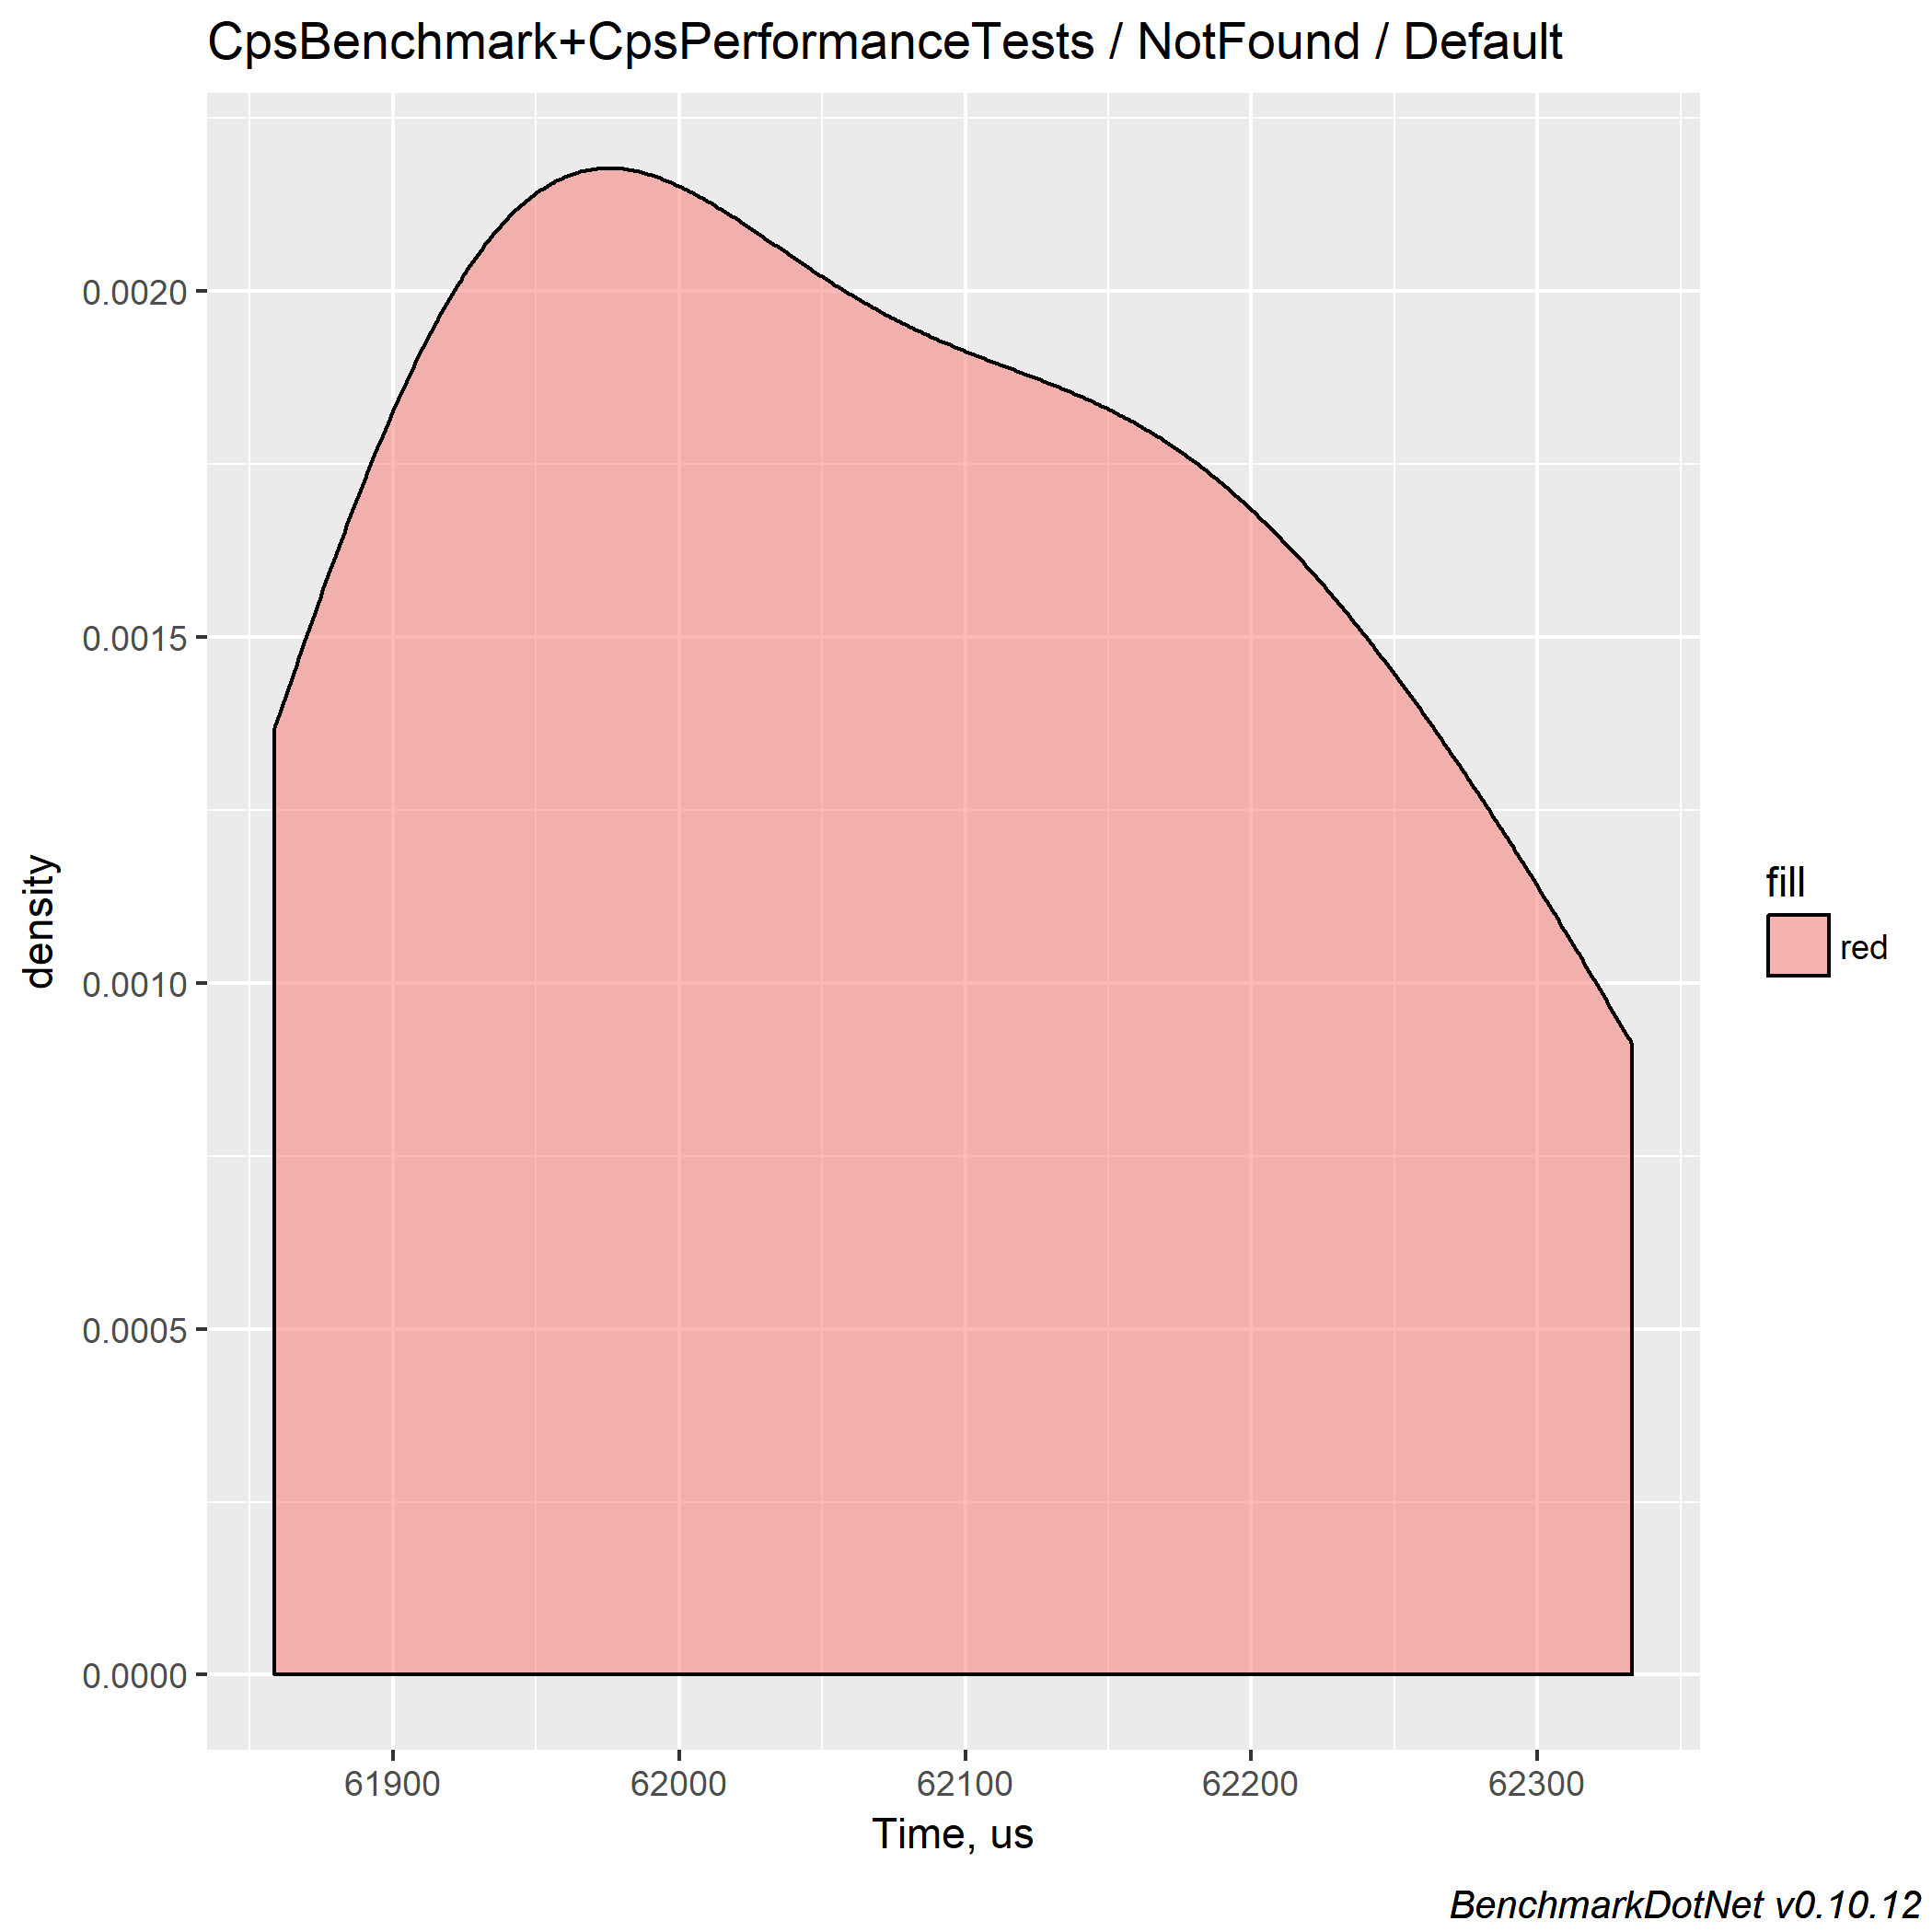 CpsBenchmark+CpsPerformanceTests / NotFound / Default
0.0020
0.0015
0.0010
0.0005
0.0000
density
61900 62000 62100 62200 62300
Time, us
fill
red
BenchmarkDotNet v0.10.12